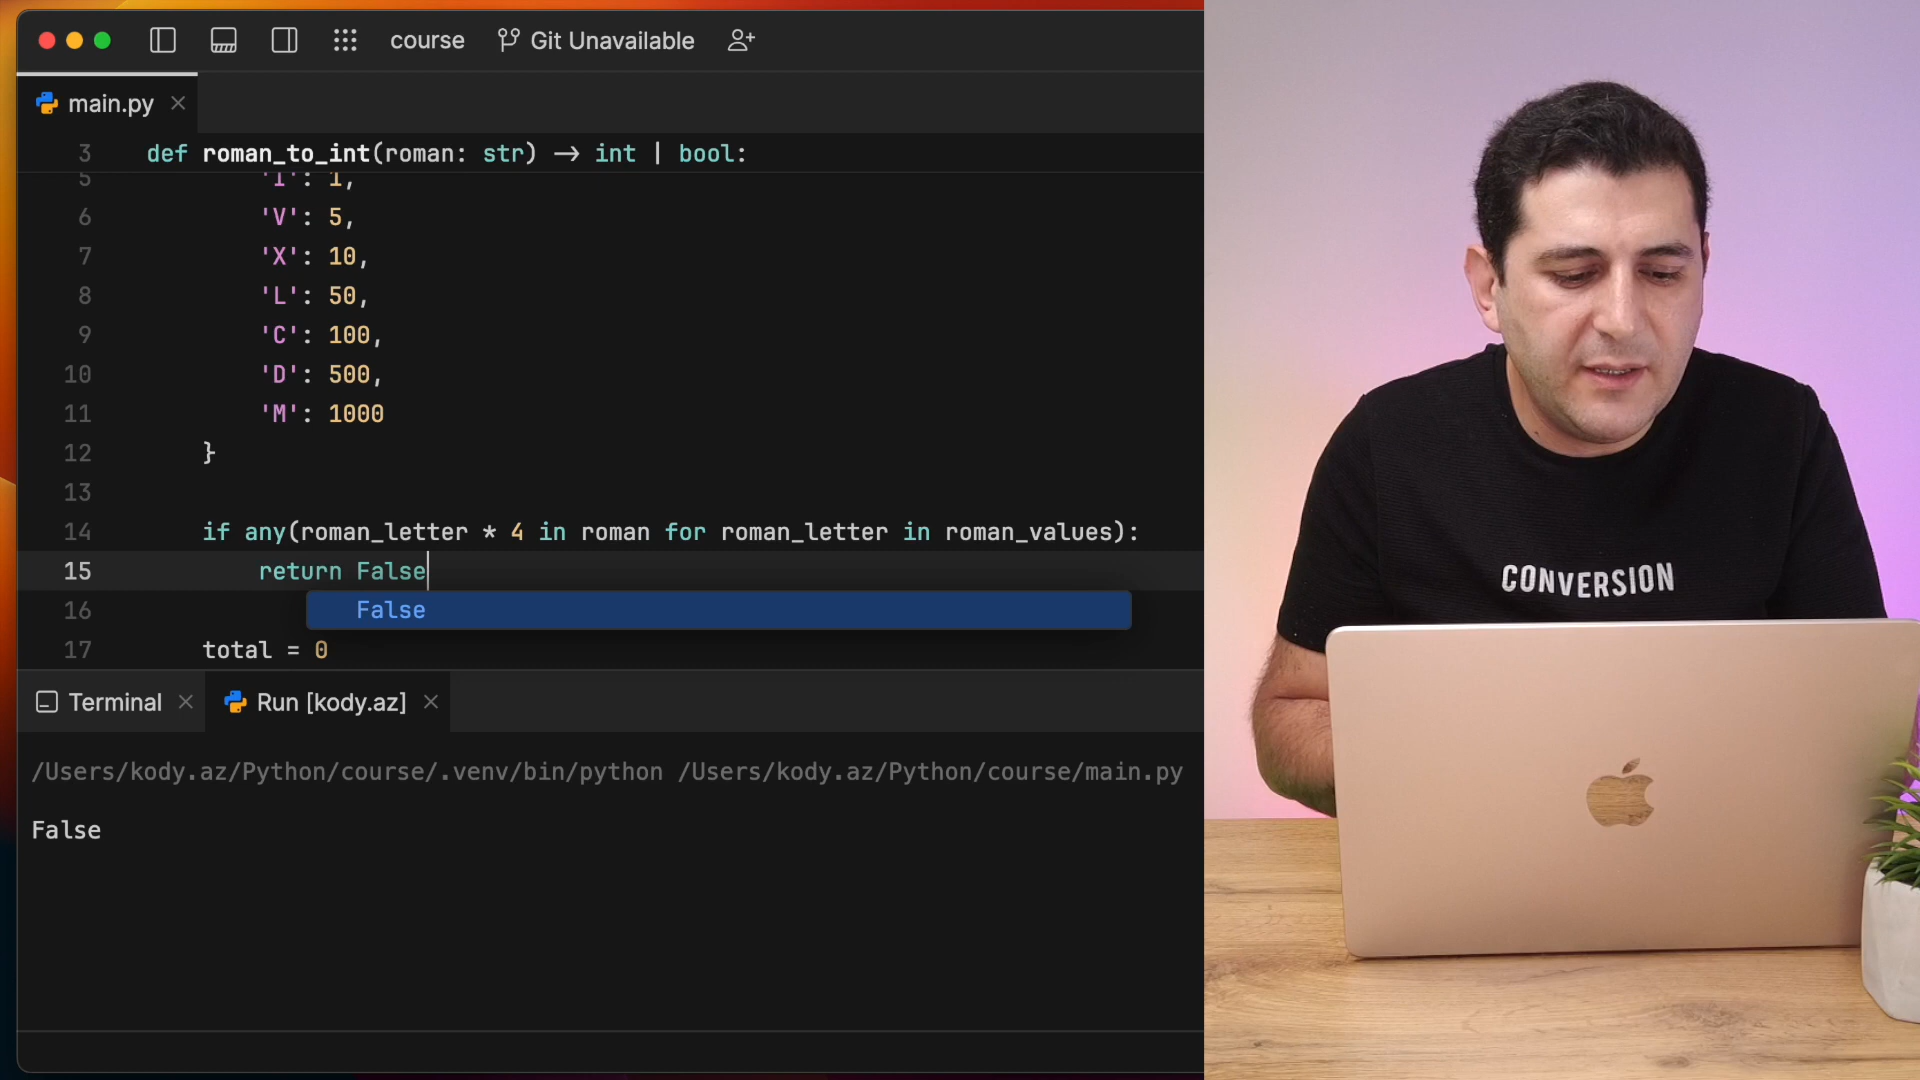 course Git Unavailable
main.py
3 def roman_to_int(roman: str) → int | bool:
5 'I': 1,
6 'V': 5,
7 'X': 10,
8 'L': 50,
9 'C': 100,
10 'D': 500,
11 'M': 1000
12 }
13
14 if any(roman_letter * 4 in roman for roman_letter in roman_values):
15 return False
16 False
17 total = 0
Terminal Run [kody.az]
/Users/kody.az/Python/course/.venv/bin/python /Users/kody.az/Python/course/main.py
False
CONVERSION